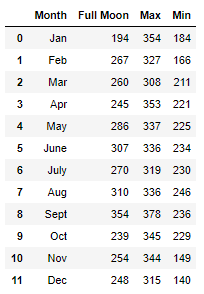 Month Full Moon Max Min
0 Jan 194 354 184
1 Feb 267 327 166
2 Mar 260 308 211
3 Apr 245 353 221
4 May 286 337 225
5 June 307 336 234
6 July 270 319 230
7 Aug 310 336 246
8 Sept 354 378 236
9 Oct 239 345 229
10 Nov 254 344 149
11 Dec 248 315 140